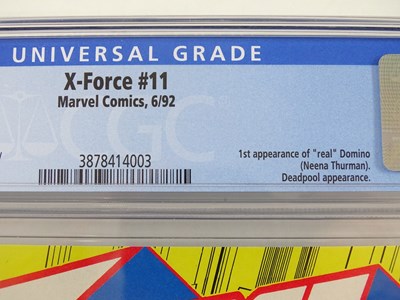 UNIVERSAL GRADE
X-Force #11
Marvel Comics, 6/92
CGC
3878414003
1st appearance of "real" Domino
(Neena Thurman).
Deadpool appearance.